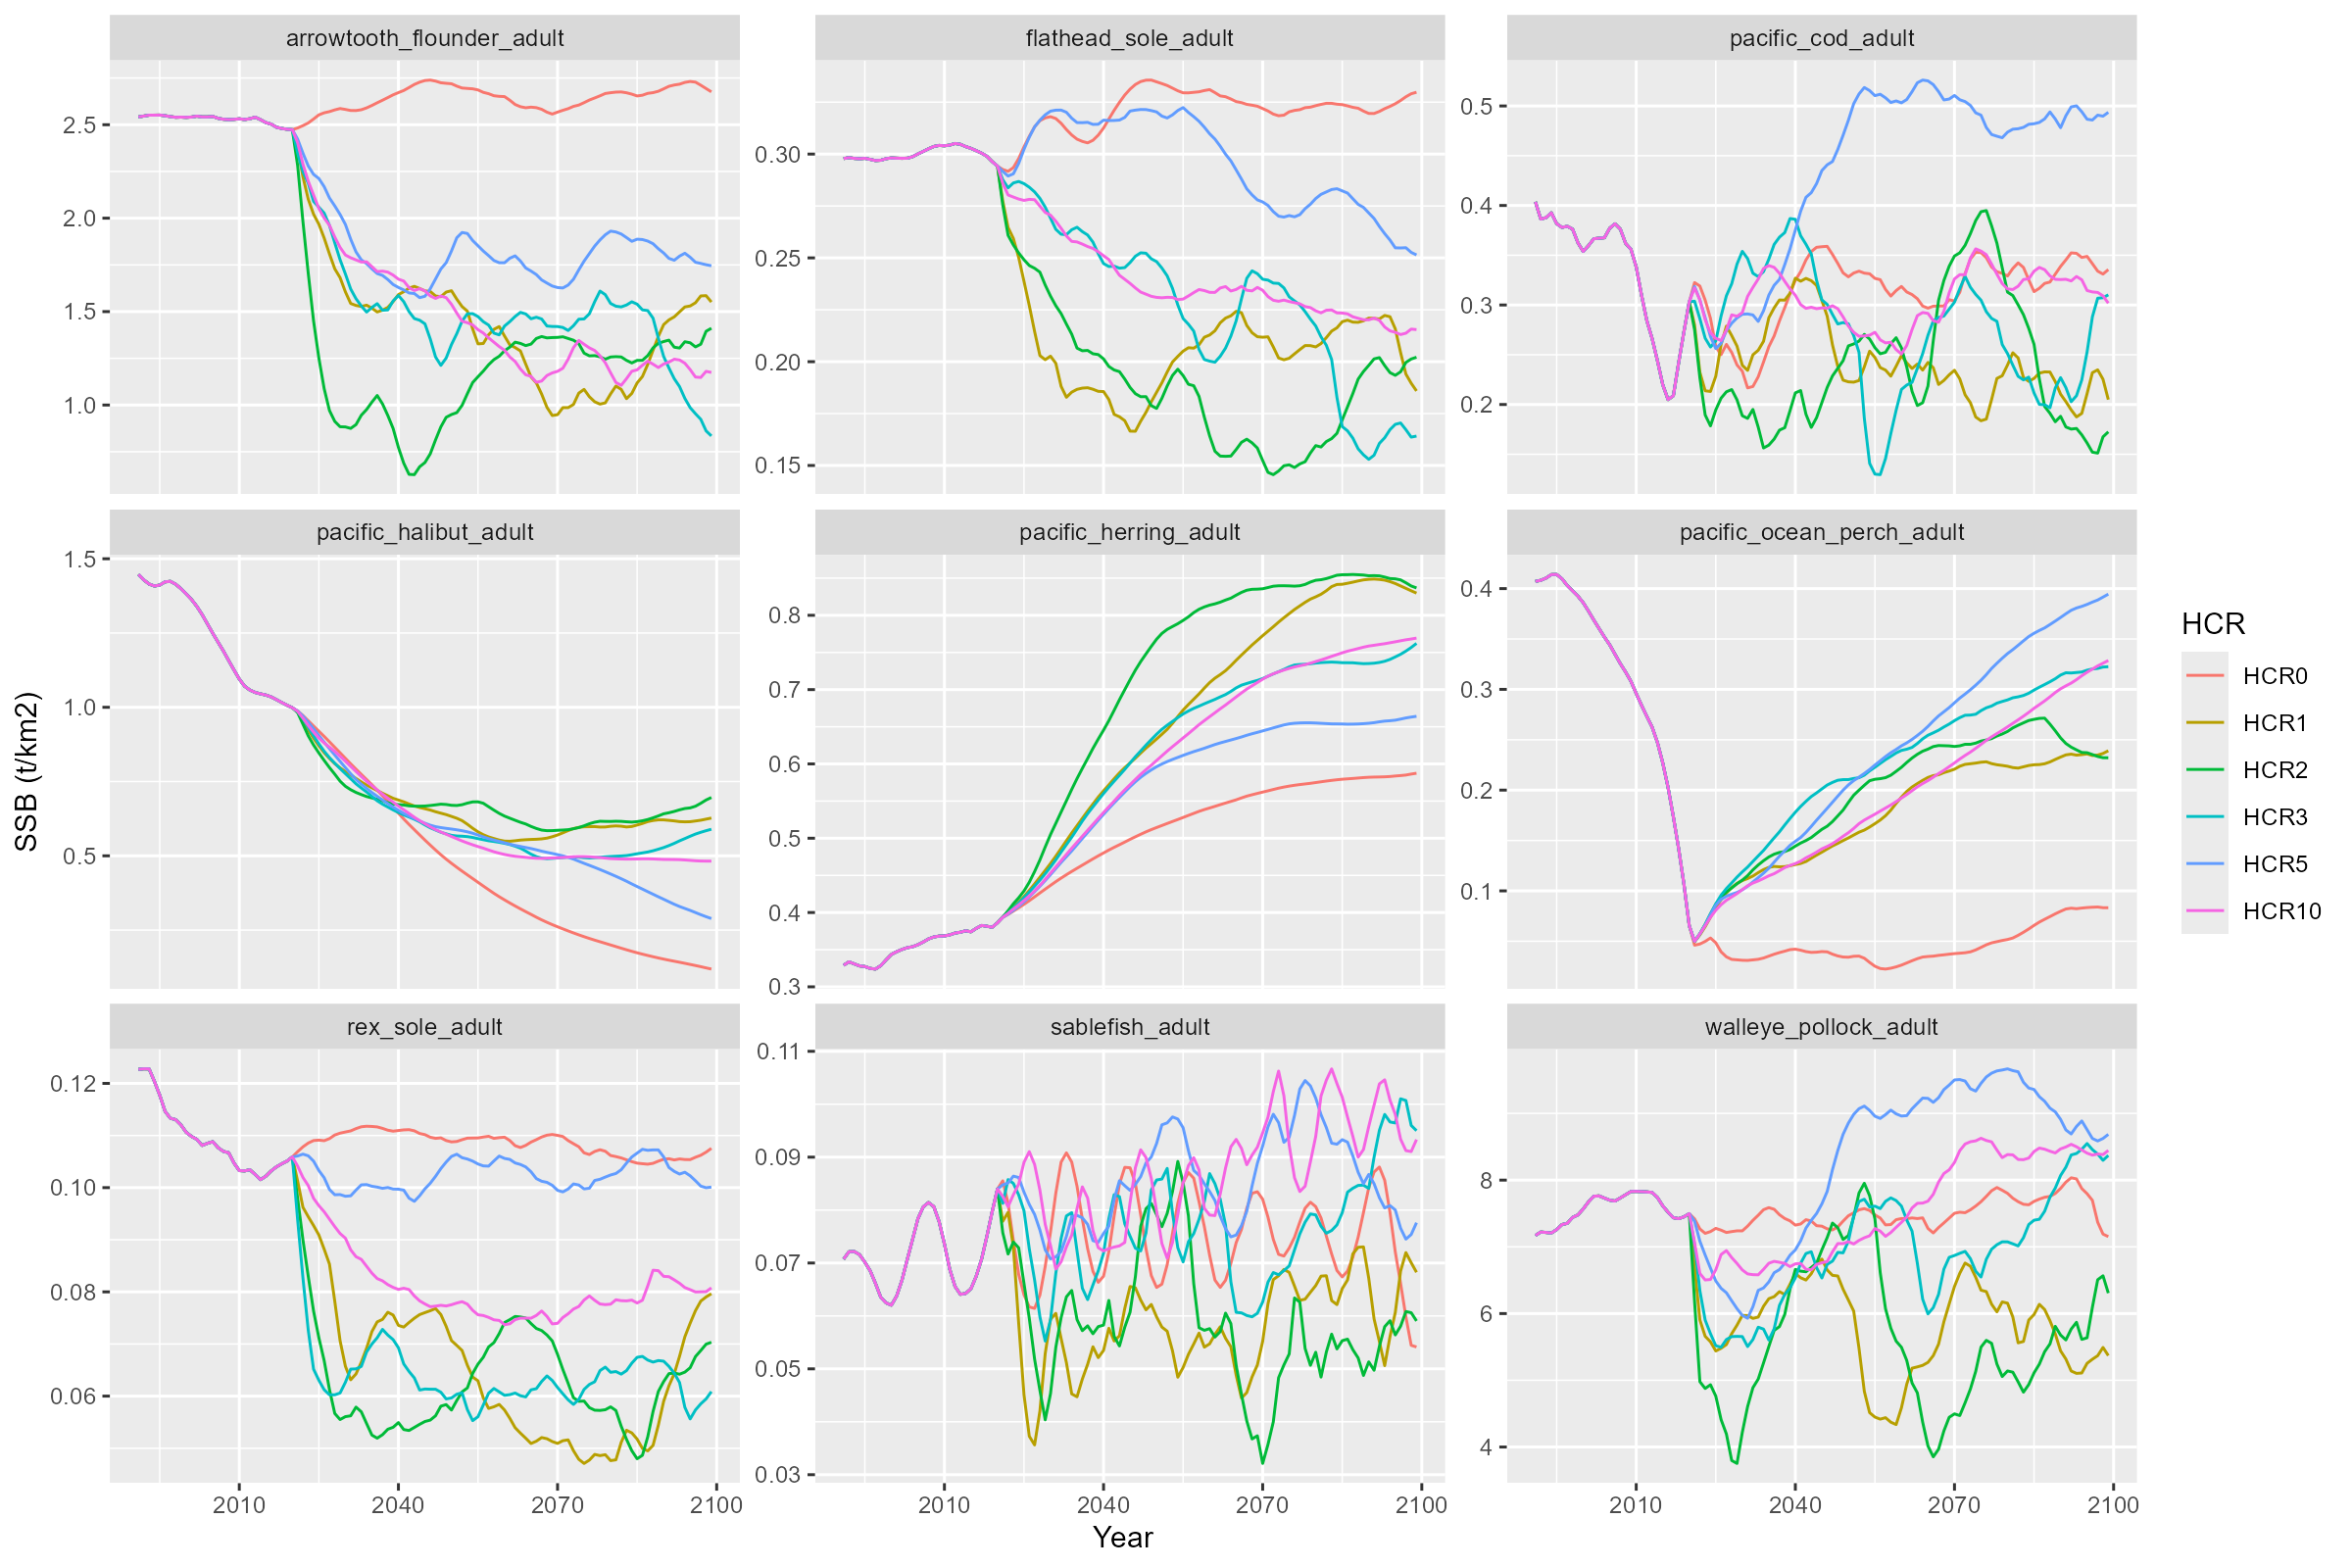 arrowtooth_flounder_adult
flathead_sole_adult
pacific_cod_adult
2.5
2.0
1.5
1.0
0.30
0.25
0.20
0.15
0.5
0.4
0.3
0.2
pacific_halibut_adult
pacific_herring_adult
pacific_ocean_perch_adult
1.5
1.0
0.5
0.8
0.7
0.6
0.5
0.4
0.3
0.4
0.3
0.2
0.1
SSB (t/km2)
HCR
HCR0
HCR1
HCR2
HCR3
HCR5
HCR10
rex_sole_adult
sablefish_adult
walleye_pollock_adult
0.12
0.10
0.08
0.06
0.11
0.09
0.07
0.05
0.03
8
6
4
2010 2040 2070 2100
2010 2040 2070 2100
2010 2040 2070 2100
Year